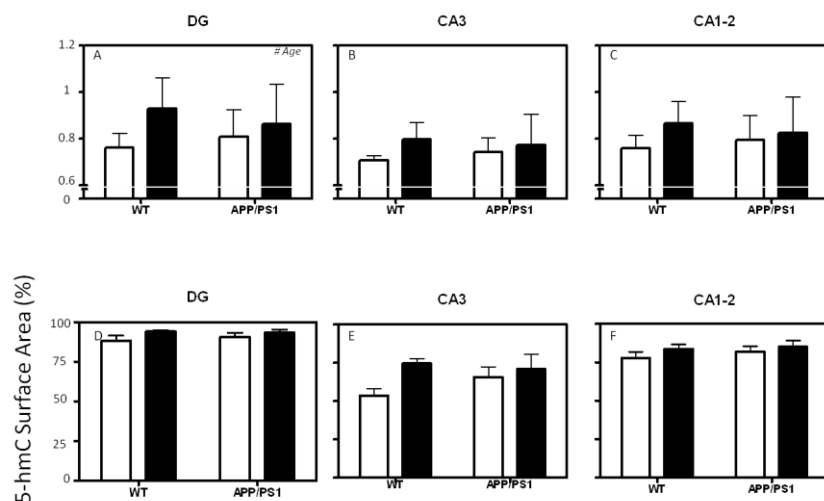 DG
CA3
CA1-2
1.2
1
0.8
0.6
0
A
# Age
B
C
WT
APP/PS1
WT
APP/PS1
WT
APP/PS1
5-hmC Surface Area (%)
DG
CA3
CA1-2
100
75
50
25
0
D
E
F
WT
APP/PS1
WT
APP/PS1
WT
APP/PS1